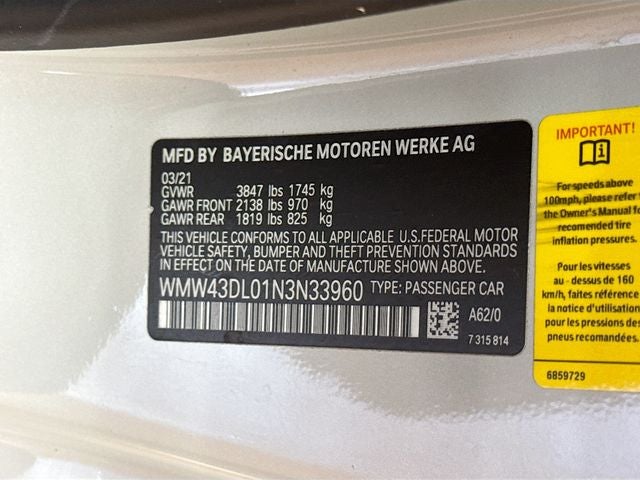 MFD BY BAYERISCHE MOTOREN WERKE AG
03/21
GVWR 3847 lbs 1745 kg
GAWR FRONT 2138 lbs 970 kg
GAWR REAR 1819 lbs 825 kg
THIS VEHICLE CONFORMS TO ALL APPLICABLE U.S.FEDERAL MOTOR
VEHICLE SAFETY, BUMPER AND THEFT PREVENTION STANDARDS
IN EFFECT ON THE DATE OF MANUFACTURE SHOWN ABOVE.
WMW43DL01N3N33960 TYPE: PASSENGER CAR
A62/0
7 315 814
IMPORTANT!
For speeds above
100mph, please refer
the Owner's Manual fo
recomended tire
inflation pressures.
Pour les vitesses
au - dessus de 160
km/h, faites référence
la notice d'utilisation
pour les pressions de
pneus recomandées.
6859729